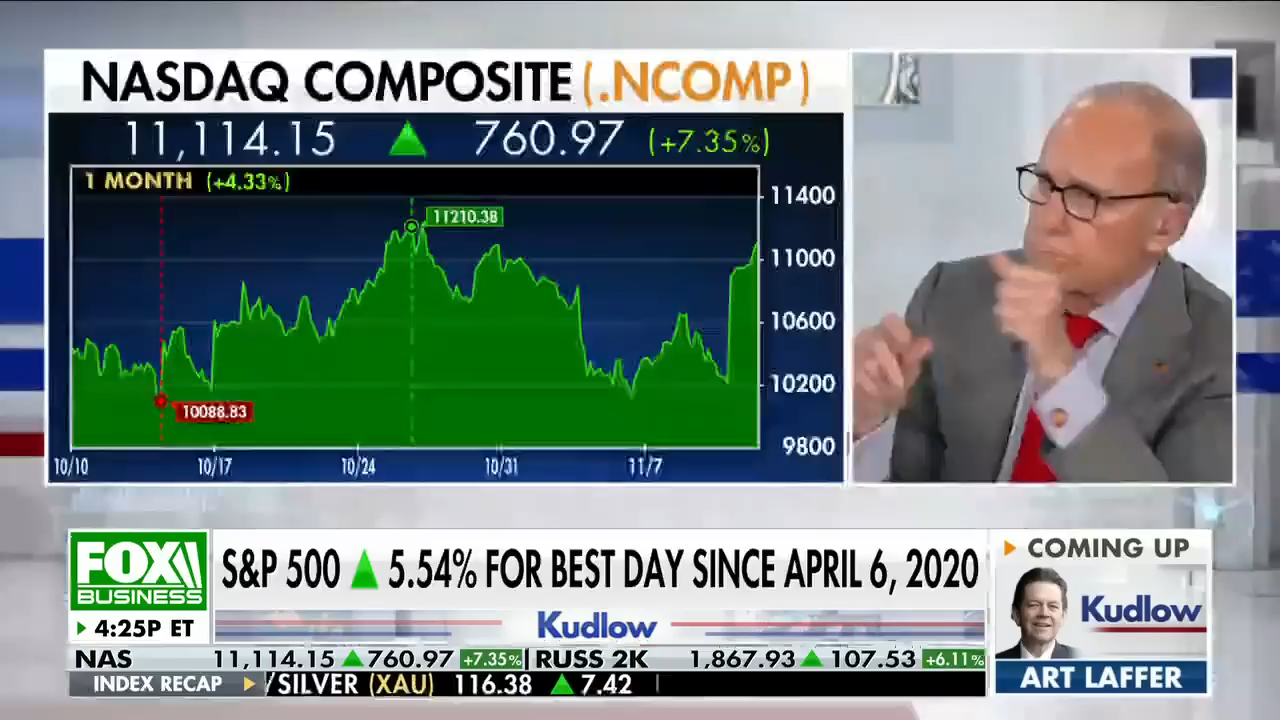 NASDAQ COMPOSITE (.NCOMP)
11,114.15 ▲ 760.97 (+7.35%)
1 MONTH (+4.33%)
11400
11210.38
11000
10600
10200
10088.83
9800
10/10 10/17 10/24 10/31 11/7
FOX BUSINESS
4:25P ET
S&P 500 ▲ 5.54% FOR BEST DAY SINCE APRIL 6, 2020
Kudlow
COMING UP
Kudlow
ART LAFFER
NAS 11,114.15 ▲ 760.97 +7.35% RUSS 2K 1,867.93 ▲ 107.53 +6.11%
INDEX RECAP SILVER (XAU) 116.38 ▲ 7.42